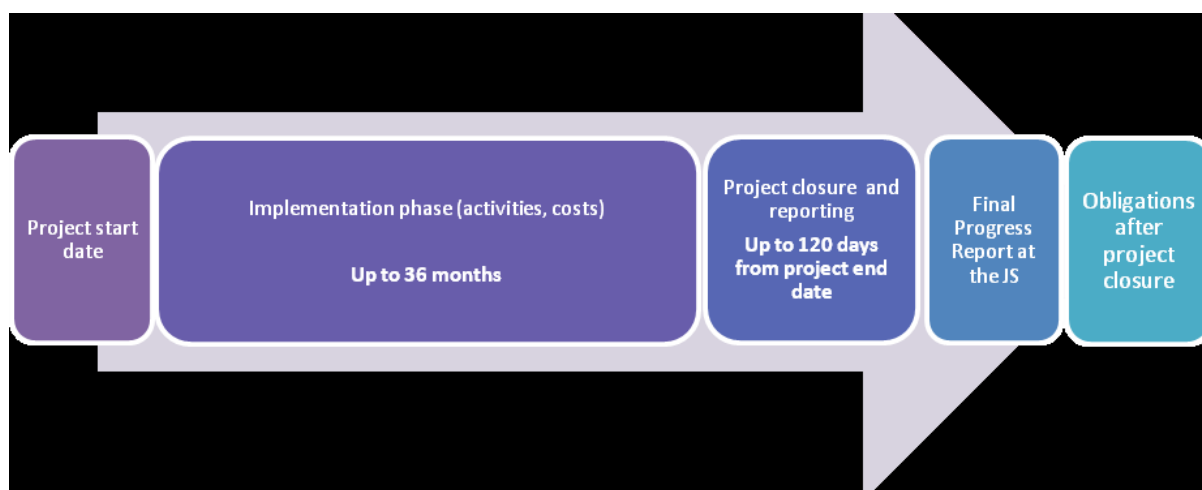 Project start
date
Implementation phase (activities, costs)
Up to 36 months
Project closure and
reporting
Up to 120 days
from project end
date
Final
Progress
Report at
the JS
Obligations
after
project
closure